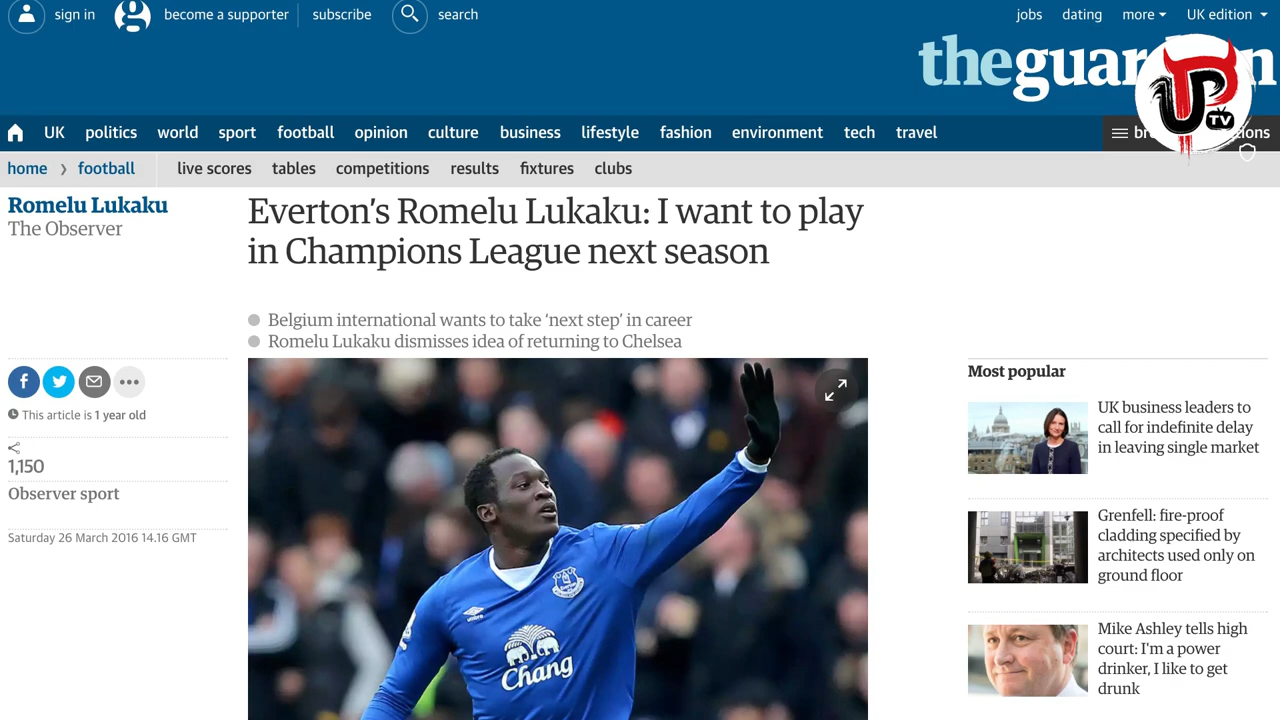 sign in
become a supporter
subscribe
search
jobs
dating
more
UK edition
theguar n
UP
TV
UK
politics
world
sport
football
opinion
culture
business
lifestyle
fashion
environment
tech
travel
home
football
live scores
tables
competitions
results
fixtures
clubs
Romelu Lukaku
The Observer
Everton’s Romelu Lukaku: I want to play
in Champions League next season
Belgium international wants to take ‘next step’ in career
Romelu Lukaku dismisses idea of returning to Chelsea
This article is 1 year old
1,150
Observer sport
Saturday 26 March 2016 14.16 GMT
umbro
Chang
Most popular
UK business leaders to
call for indefinite delay
in leaving single market
Grenfell: fire-proof
cladding specified by
architects used only on
ground floor
Mike Ashley tells high
court: I'm a power
drinker, I like to get
drunk